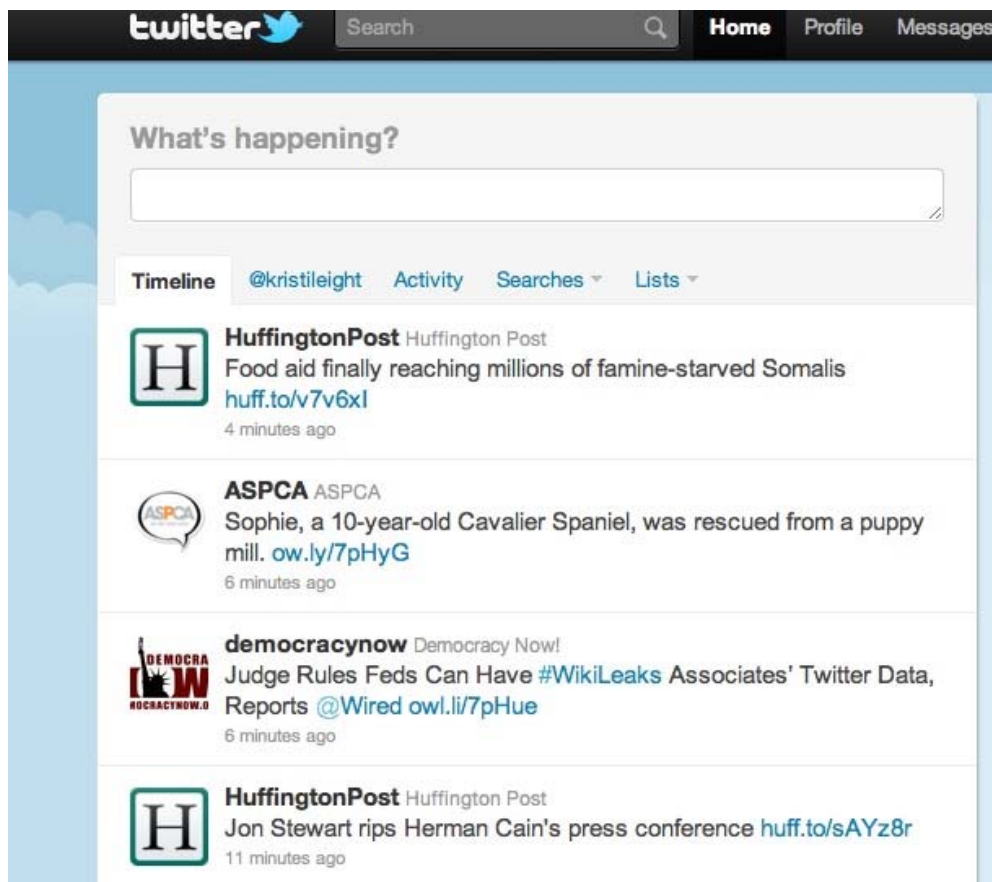 twitter Search Home Profile Messages
What's happening?
Timeline @kristileight Activity Searches Lists
H
HuffingtonPost Huffington Post
Food aid finally reaching millions of famine-starved Somalis
huff.to/v7v6xI
4 minutes ago
ASPCA
ASPCA ASPCA
Sophie, a 10-year-old Cavalier Spaniel, was rescued from a puppy
mill. ow.ly/7pHyG
6 minutes ago
DEMOCRA
OCRACYNOW.O
democracynow Democracy Now!
Judge Rules Feds Can Have #WikiLeaks Associates' Twitter Data,
Reports @Wired owl.li/7pHue
6 minutes ago
H
HuffingtonPost Huffington Post
Jon Stewart rips Herman Cain's press conference huff.to/sAYz8r
11 minutes ago